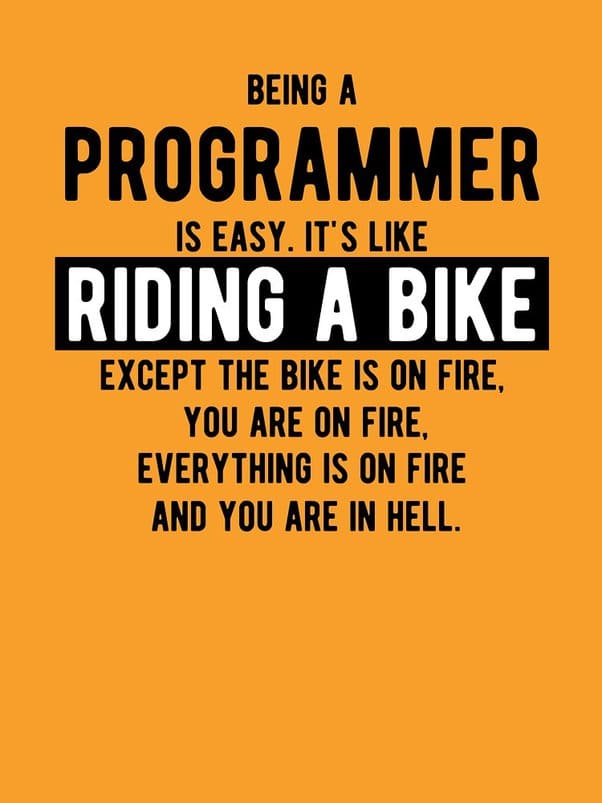 BEING A
PROGRAMMER
IS EASY. IT'S LIKE
RIDING A BIKE
EXCEPT THE BIKE IS ON FIRE,
YOU ARE ON FIRE,
EVERYTHING IS ON FIRE
AND YOU ARE IN HELL.